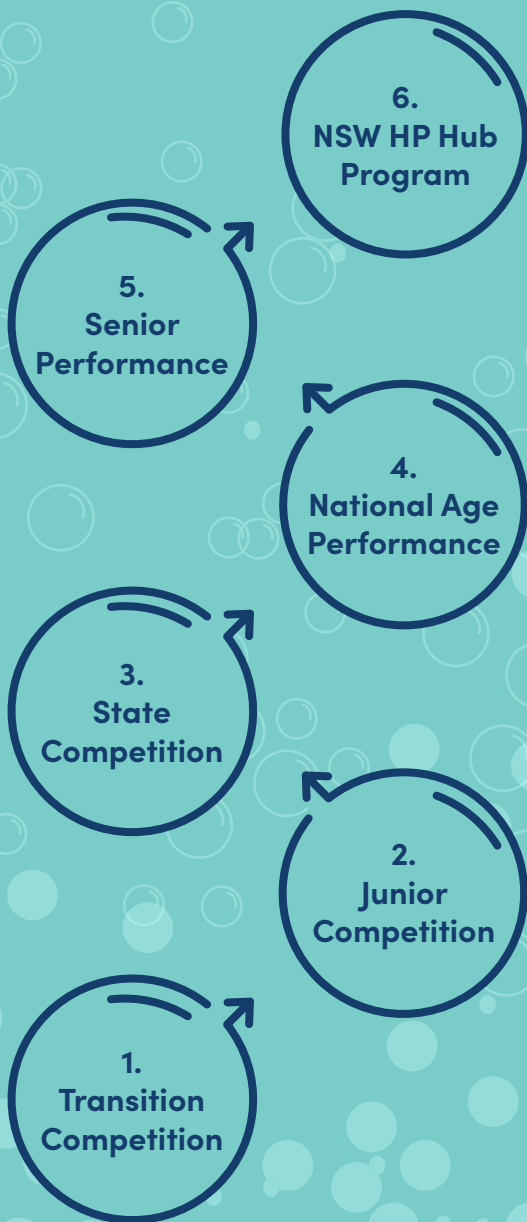 6.
NSW HP Hub
Program
5.
Senior
Performance
4.
National Age
Performance
3.
State
Competition
2.
Junior
Competition
1.
Transition
Competition